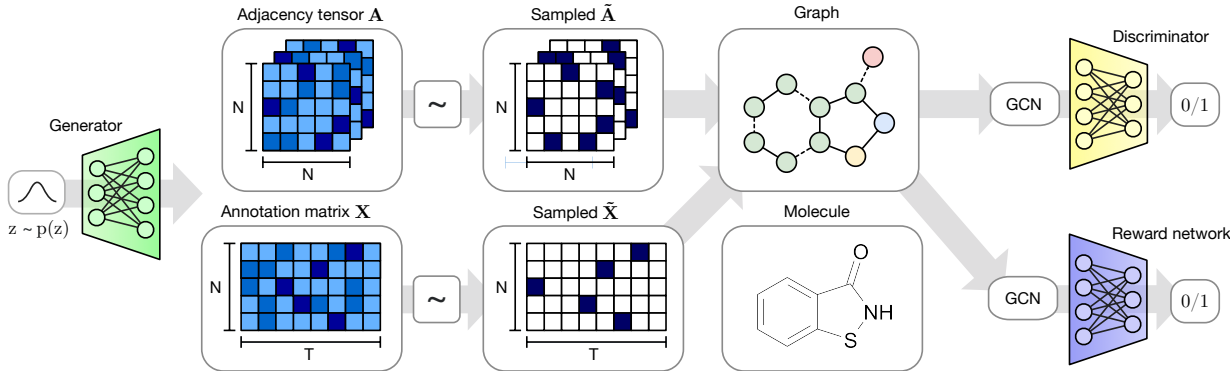 Adjacency tensor A
Sampled Ã
Graph
Discriminator
N
N
~
~
GCN
0/1
Generator
N
N
z ~ p(z)
Annotation matrix X
Sampled X̃
Molecule
Reward network
N
N
O
NH
S
GCN
0/1
T
T